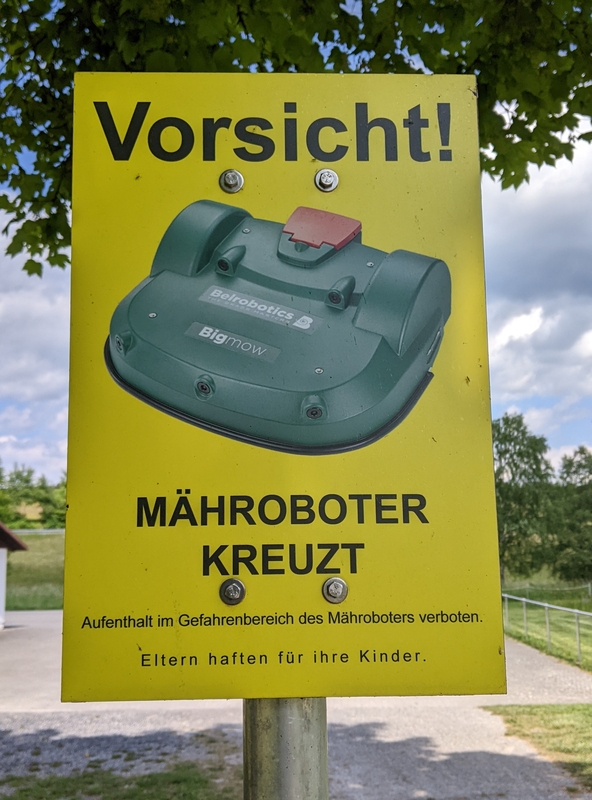 Vorsicht!
Belrobotics B
Bigmow
MÄHROBOTER
KREUZT
Aufenthalt im Gefahrenbereich des Mähroboters verboten.
Eltern haften für ihre Kinder.